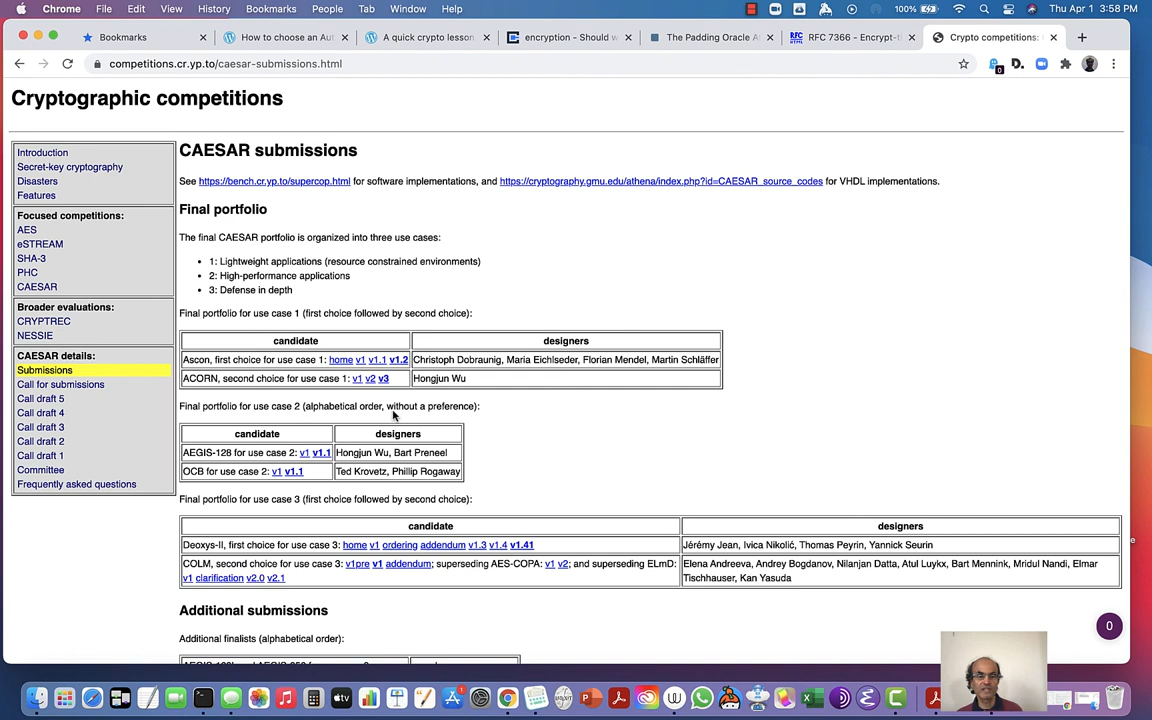 Chrome File Edit View History Bookmarks People Tab Window Help
100% Thu Apr 1 3:58 PM
Bookmarks
How to choose an Aut
A quick crypto lesson
encryption - Should w
The Padding Oracle A
RFC 7366 - Encrypt-t
Crypto competitions:
competitions.cr.yp.to/caesar-submissions.html
0
Cryptographic competitions
Introduction
Secret-key cryptography
Disasters
Features
Focused competitions:
AES
eSTREAM
SHA-3
PHC
CAESAR
Broader evaluations:
CRYPTREC
NESSIE
CAESAR details:
Submissions
Call for submissions
Call draft 5
Call draft 4
Call draft 3
Call draft 2
Call draft 1
Committee
Frequently asked questions
CAESAR submissions
See https://bench.cr.yp.to/supercop.html for software implementations, and https://cryptography.gmu.edu/athena/index.php?id=CAESAR_source_codes for VHDL implementations.
Final portfolio
The final CAESAR portfolio is organized into three use cases:
• 1: Lightweight applications (resource constrained environments)
• 2: High-performance applications
• 3: Defense in depth
Final portfolio for use case 1 (first choice followed by second choice):
candidate designers
Ascon, first choice for use case 1: home v1 v1.1 v1.2 Christoph Dobraunig, Maria Eichlseder, Florian Mendel, Martin Schläffer
ACORN, second choice for use case 1: v1 v2 v3 Hongjun Wu
Final portfolio for use case 2 (alphabetical order, without a preference):
candidate designers
AEGIS-128 for use case 2: v1 v1.1 Hongjun Wu, Bart Preneel
OCB for use case 2: v1 v1.1 Ted Krovetz, Phillip Rogaway
Final portfolio for use case 3 (first choice followed by second choice):
candidate designers
Deoxys-II, first choice for use case 3: home v1 ordering addendum v1.3 v1.4 v1.41 Jérémy Jean, Ivica Nikolić, Thomas Peyrin, Yannick Seurin
COLM, second choice for use case 3: v1pre v1 addendum; superseding AES-COPA: v1 v2; and superseding ELmD: Elena Andreeva, Andrey Bogdanov, Nilanjan Datta, Atul Luykx, Bart Mennink, Mridul Nandi, Elmar
v1 clarification v2.0 v2.1 Tischhauser, Kan Yasuda
Additional submissions
Additional finalists (alphabetical order):
0